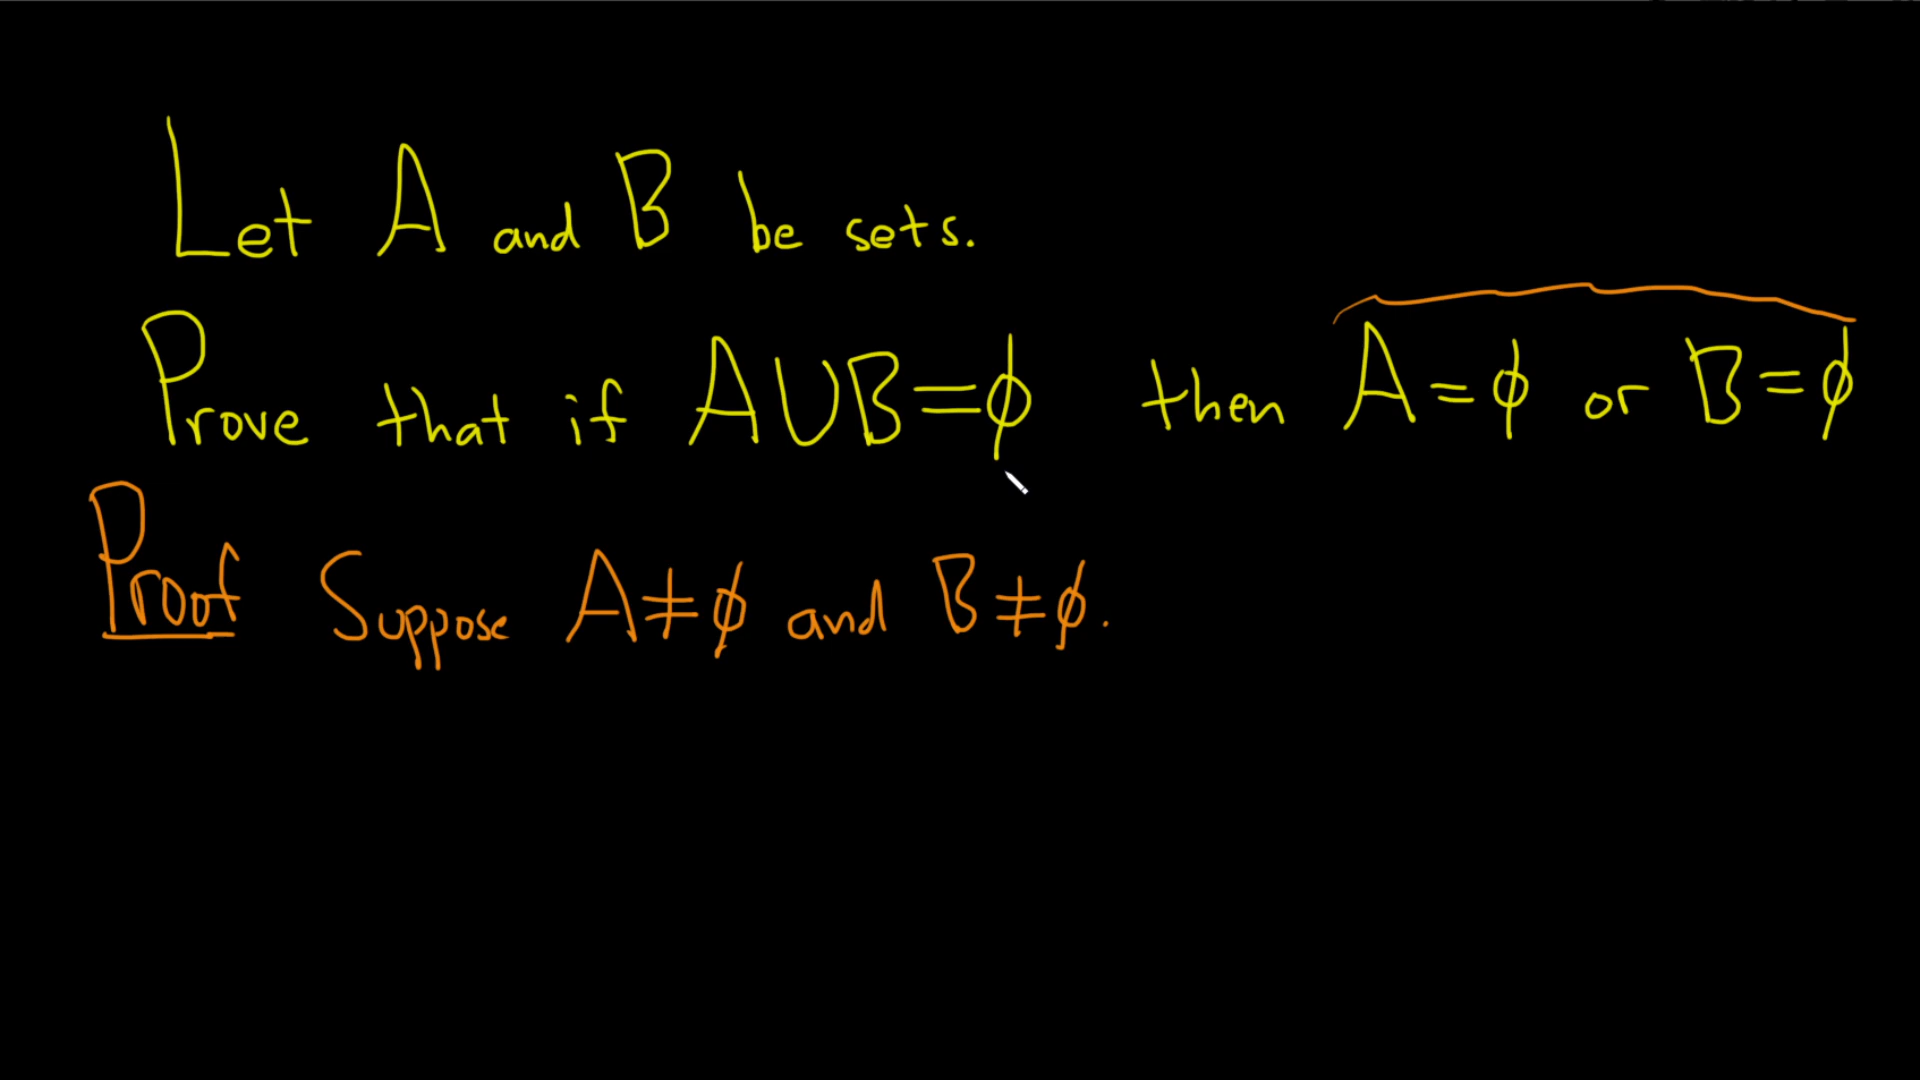 Let A and B be sets.
Prove that if A∪B=ϕ then A=ϕ or B=ϕ
Proof Suppose A≠ϕ and B≠ϕ.